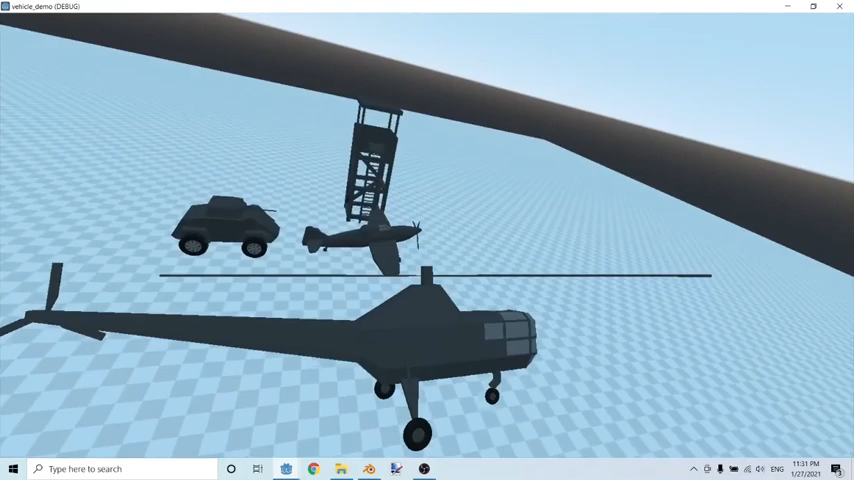 vehicle_demo (DEBUG)
Type here to search
ENG
11:31 PM
1/27/2021